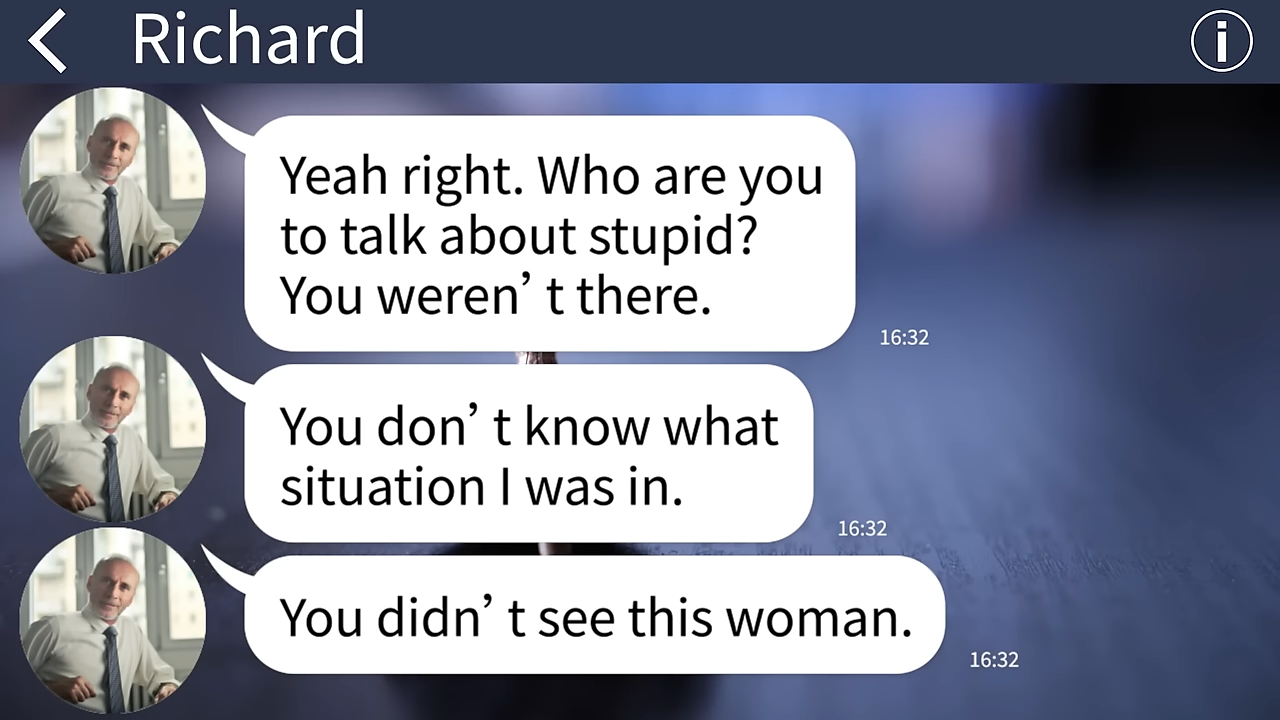 Richard
Yeah right. Who are you
to talk about stupid?
You weren’ t there.
16:32
You don’ t know what
situation I was in.
16:32
You didn’ t see this woman.
16:32